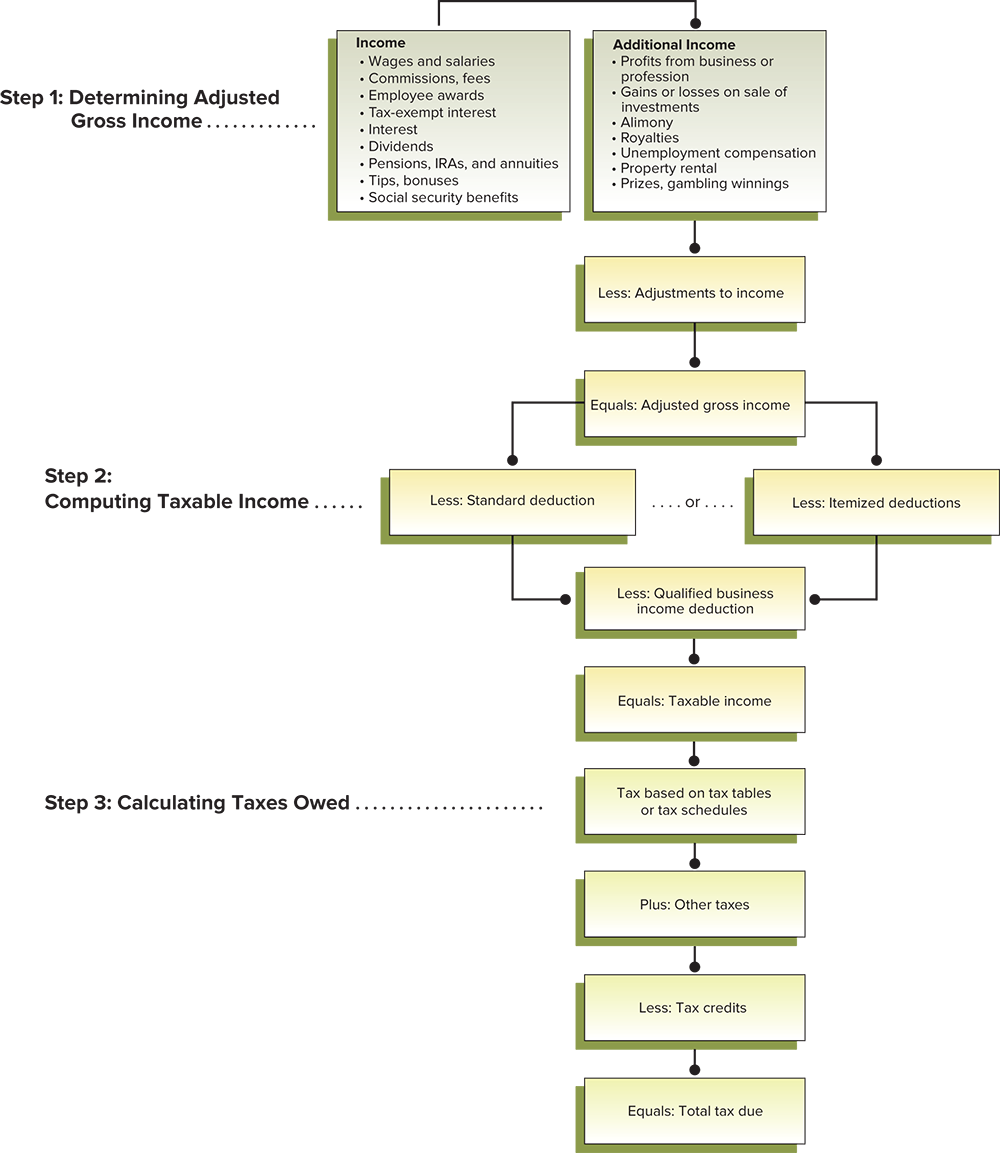 Income
• Wages and salaries
• Commissions, fees
• Employee awards
• Tax-exempt interest
• Interest
• Dividends
• Pensions, IRAs, and annuities
• Tips, bonuses
• Social security benefits
Additional Income
• Profits from business or
profession
• Gains or losses on sale of
investments
• Alimony
• Royalties
• Unemployment compensation
• Property rental
• Prizes, gambling winnings
Step 1: Determining Adjusted
Gross Income . . . . . . . . . . . . .
Less: Adjustments to income
Equals: Adjusted gross income
Step 2:
Computing Taxable Income . . . . . .
Less: Standard deduction
. . . . or . . . .
Less: Itemized deductions
Less: Qualified business
income deduction
Equals: Taxable income
Step 3: Calculating Taxes Owed . . . . . . . . . . . . . . . . . . . . . .
Tax based on tax tables
or tax schedules
Plus: Other taxes
Less: Tax credits
Equals: Total tax due